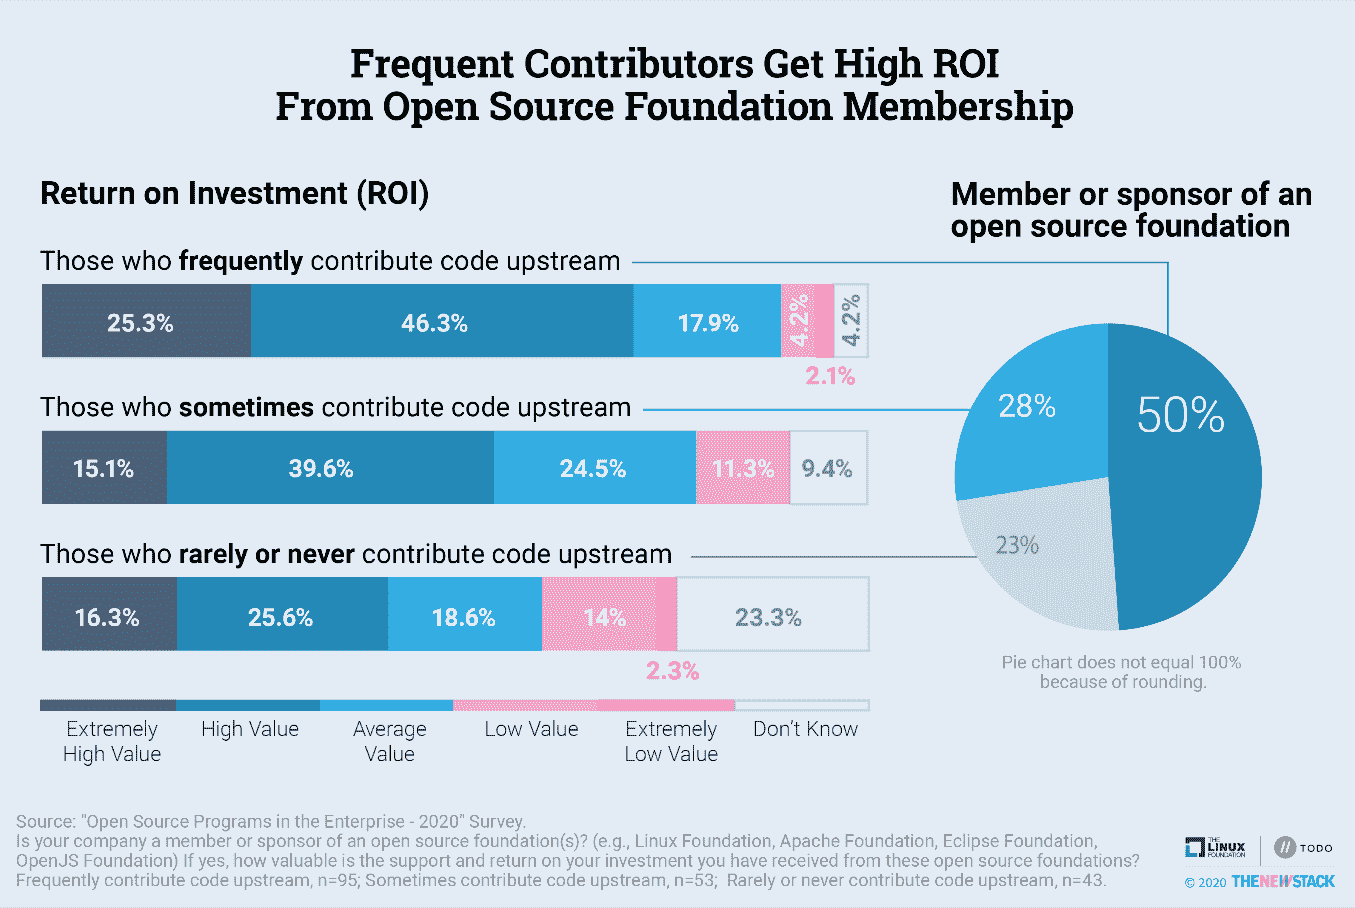 Frequent Contributors Get High ROI
From Open Source Foundation Membership
Return on Investment (ROI)
Those who frequently contribute code upstream
25.3%
46.3%
17.9%
4.2%
4.2%
2.1%
Those who sometimes contribute code upstream
15.1%
39.6%
24.5%
11.3%
9.4%
Those who rarely or never contribute code upstream
16.3%
25.6%
18.6%
14%
23.3%
2.3%
Extremely
High Value
High Value
Average
Value
Low Value
Extremely
Low Value
Don't Know
Member or sponsor of an
open source foundation
28%
50%
23%
Pie chart does not equal 100%
because of rounding.
Source: "Open Source Programs in the Enterprise - 2020" Survey.
Is your company a member or sponsor of an open source foundation(s)? (e.g., Linux Foundation, Apache Foundation, Eclipse Foundation,
OpenJS Foundation) If yes, how valuable is the support and return on your investment you have received from these open source foundations?
Frequently contribute code upstream, n=95; Sometimes contribute code upstream, n=53; Rarely or never contribute code upstream, n=43.
THE
LINUX
FOUNDATION
TODO
© 2020 THENEWSTACK